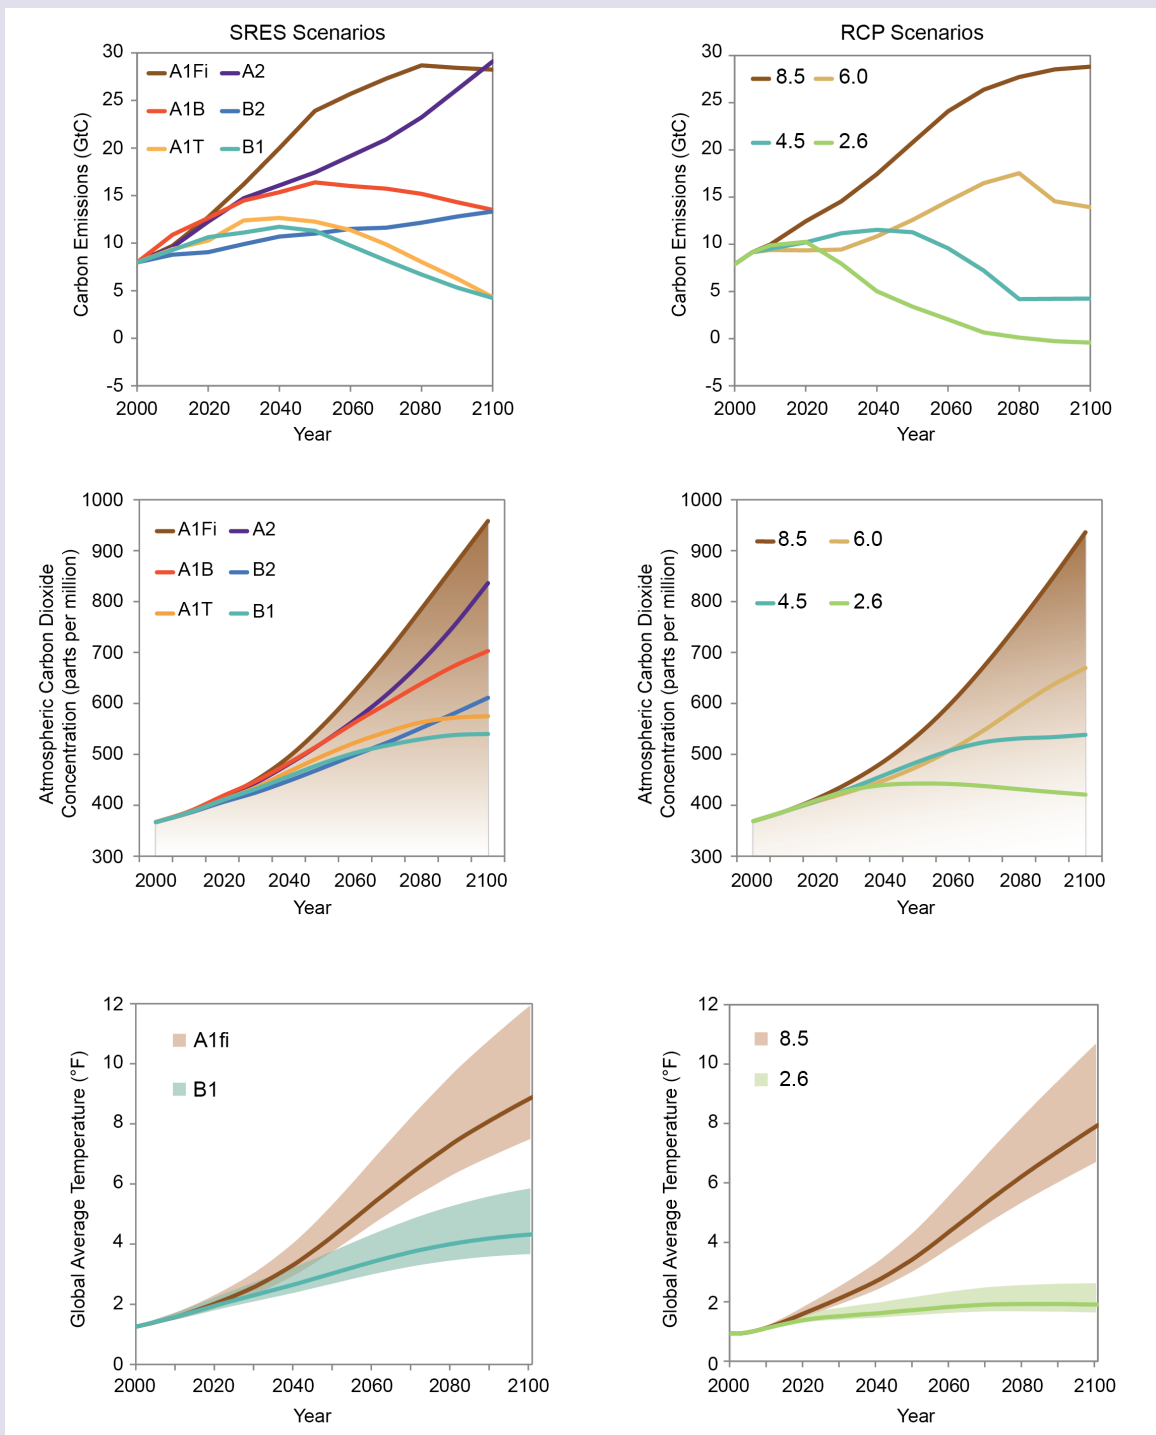 SRES Scenarios
30
25
20
15
10
5
0
-5
Carbon Emissions (GtC)
A1Fi A2
A1B B2
A1T B1
2000 2020 2040 2060 2080 2100
Year
RCP Scenarios
30
25
20
15
10
5
0
-5
Carbon Emissions (GtC)
8.5 6.0
4.5 2.6
2000 2020 2040 2060 2080 2100
Year
1000
900
800
700
600
500
400
300
Atmospheric Carbon Dioxide
Concentration (parts per million)
A1Fi A2
A1B B2
A1T B1
2000 2020 2040 2060 2080 2100
Year
1000
900
800
700
600
500
400
300
Atmospheric Carbon Dioxide
Concentration (parts per million)
8.5 6.0
4.5 2.6
2000 2020 2040 2060 2080 2100
Year
12
10
8
6
4
2
0
Global Average Temperature (°F)
A1fi
B1
2000 2020 2040 2060 2080 2100
Year
12
10
8
6
4
2
0
Global Average Temperature (°F)
8.5
2.6
2000 2020 2040 2060 2080 2100
Year